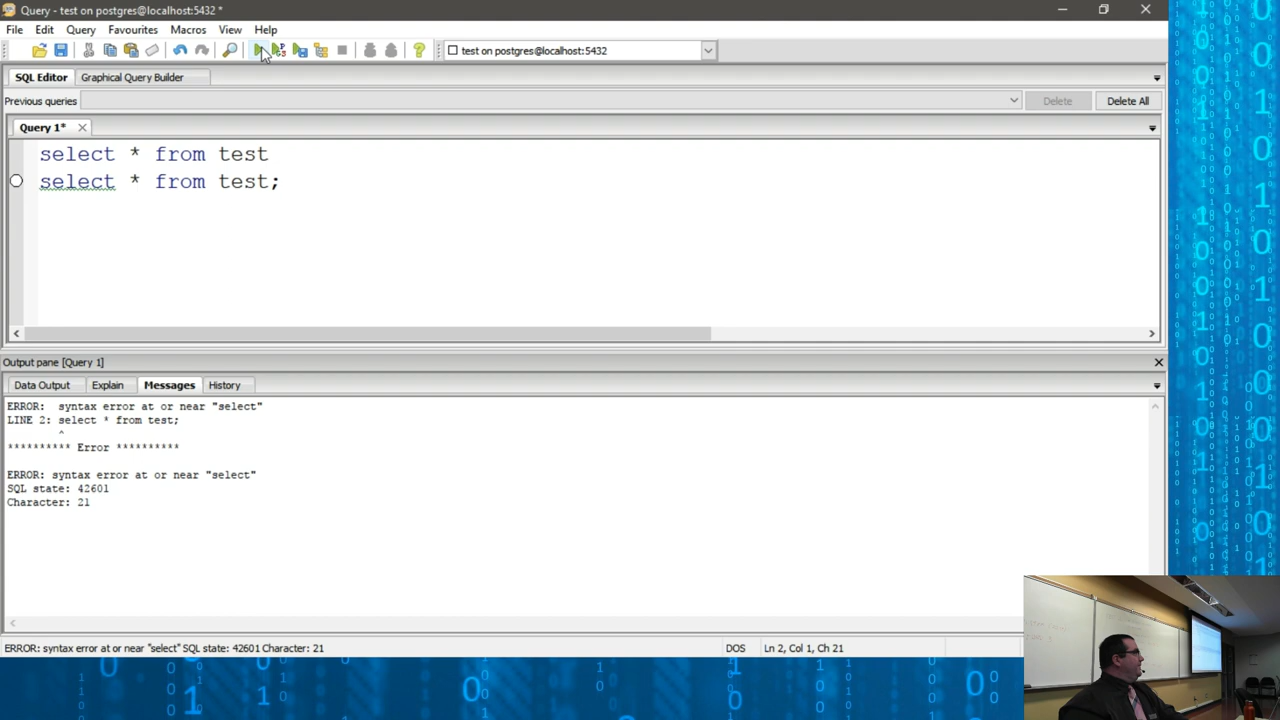 Query - test on postgres@localhost:5432 *
File Edit Query Favourites Macros View Help
test on postgres@localhost:5432
SQL Editor Graphical Query Builder
Previous queries Delete Delete All
Query 1*
select * from test
select * from test;
Output pane [Query 1]
Data Output Explain Messages History
ERROR:  syntax error at or near "select"
LINE 2: select * from test;
^
********** Error **********
ERROR: syntax error at or near "select"
SQL state: 42601
Character: 21
ERROR: syntax error at or near "select" SQL state: 42601 Character: 21 DOS Ln 2, Col 1, Ch 21